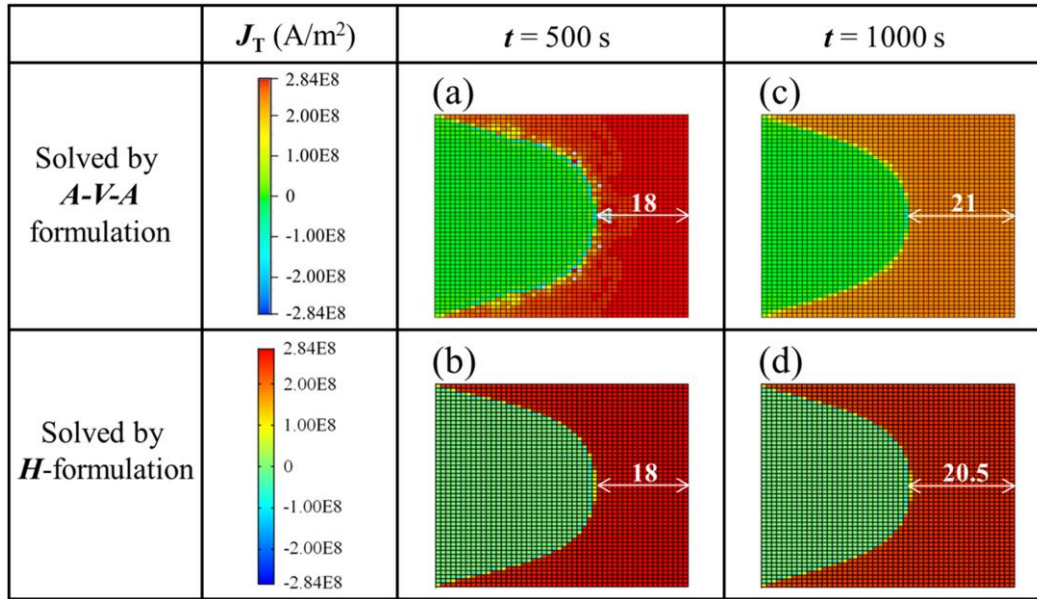 J_T (A/m²)
t = 500 s
t = 1000 s
Solved by
A-V-A
formulation
2.84E8
2.00E8
1.00E8
0
-1.00E8
-2.00E8
-2.84E8
(a)
18
(c)
21
Solved by
H-formulation
2.84E8
2.00E8
1.00E8
0
-1.00E8
-2.00E8
-2.84E8
(b)
18
(d)
20.5